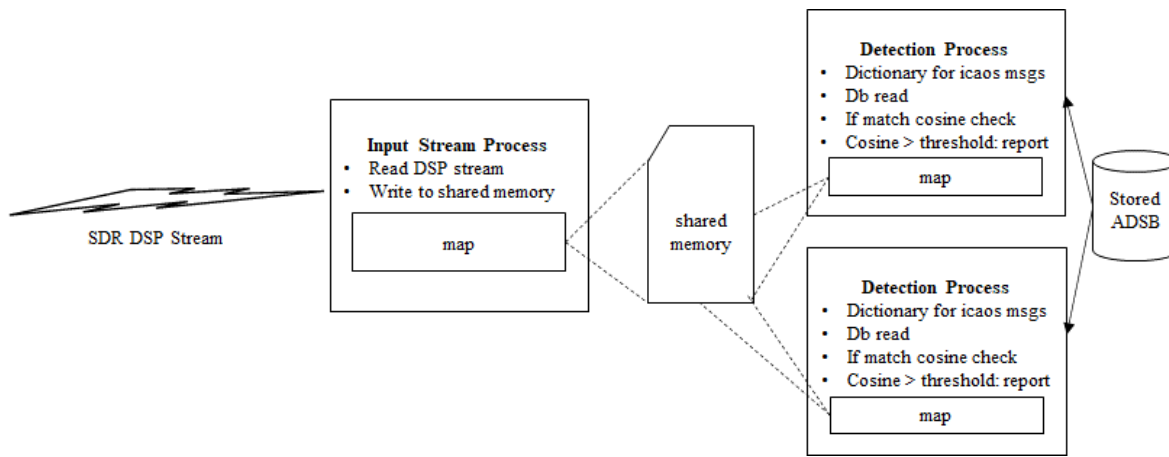 SDR DSP Stream
Input Stream Process
• Read DSP stream
• Write to shared memory
map
shared
memory
Detection Process
• Dictionary for icaos msgs
• Db read
• If match cosine check
• Cosine > threshold: report
map
Detection Process
• Dictionary for icaos msgs
• Db read
• If match cosine check
• Cosine > threshold: report
map
Stored
ADSB